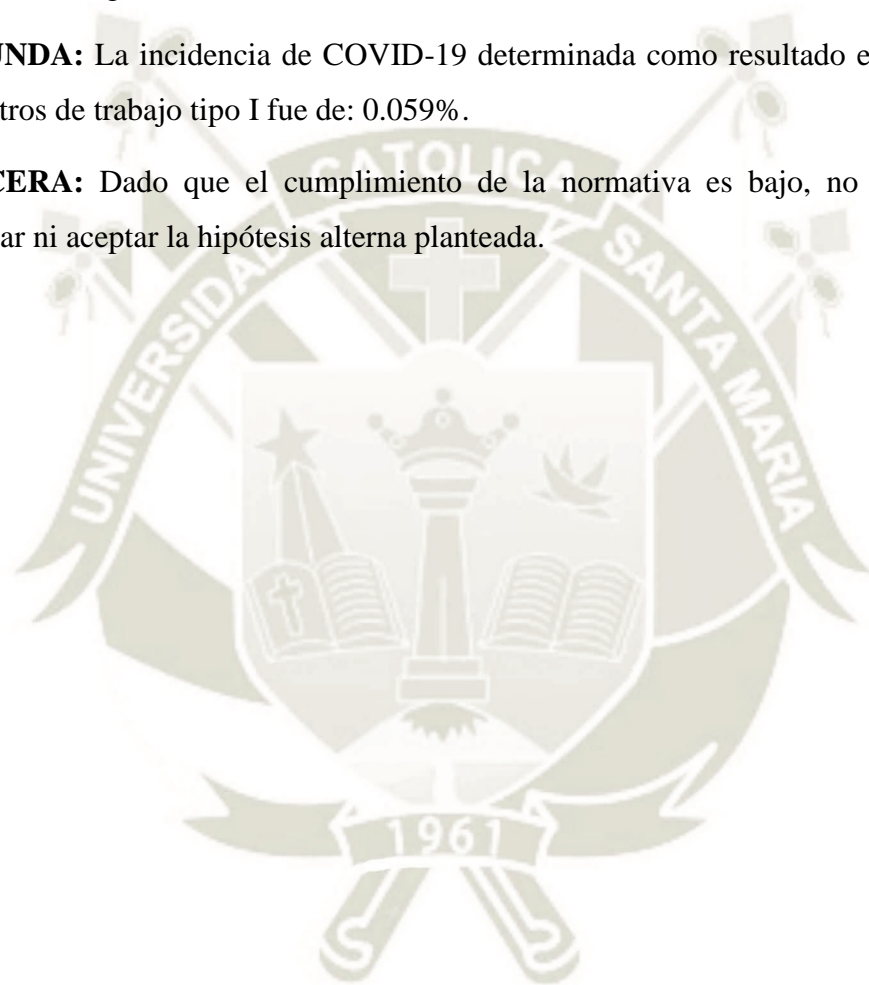 UNDA: La incidencia de COVID-19 determinada como resultado e
tros de trabajo tipo I fue de: 0.059%.
CERA: Dado que el cumplimiento de la normativa es bajo, no
ar ni aceptar la hipótesis alterna planteada.
UNIVERSIDAD CATOLICA SANTA MARIA
1961